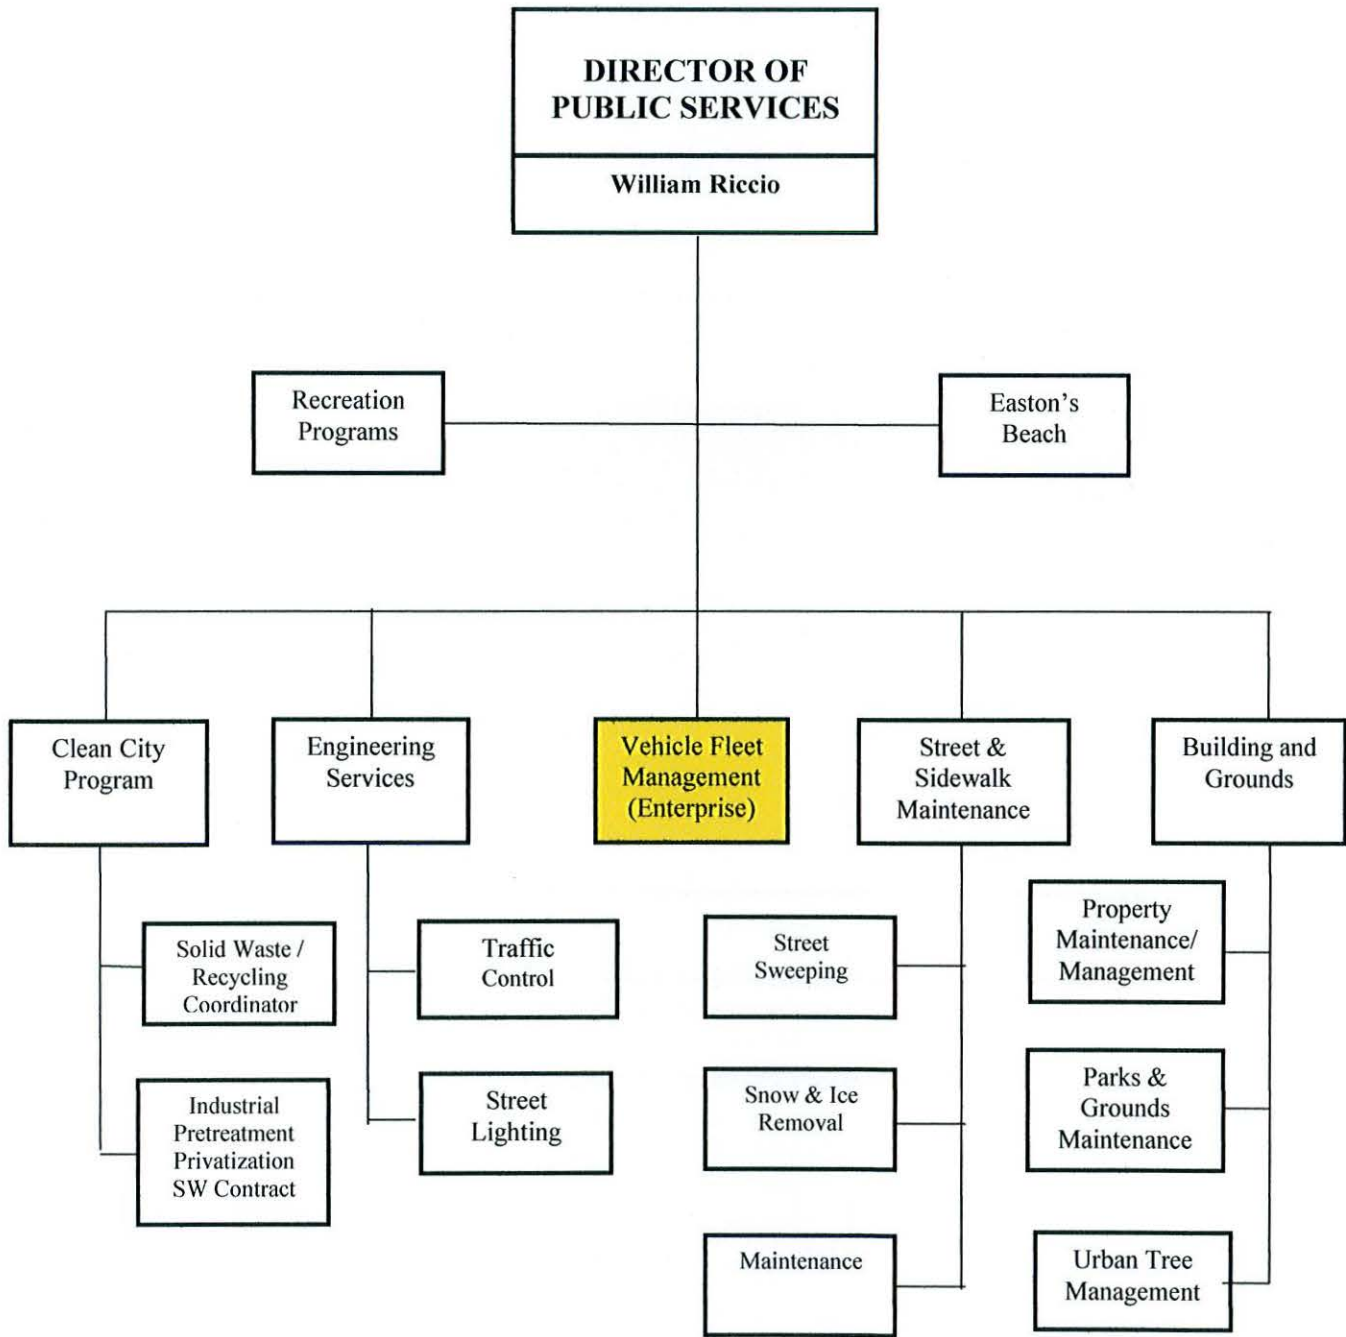 DIRECTOR OF
PUBLIC SERVICES
William Riccio
Recreation
Programs
Easton's
Beach
Clean City
Program
Engineering
Services
Vehicle Fleet
Management
(Enterprise)
Street &
Sidewalk
Maintenance
Building and
Grounds
Solid Waste /
Recycling
Coordinator
Industrial
Pretreatment
Privatization
SW Contract
Traffic
Control
Street
Lighting
Street
Sweeping
Snow & Ice
Removal
Maintenance
Property
Maintenance/
Management
Parks &
Grounds
Maintenance
Urban Tree
Management